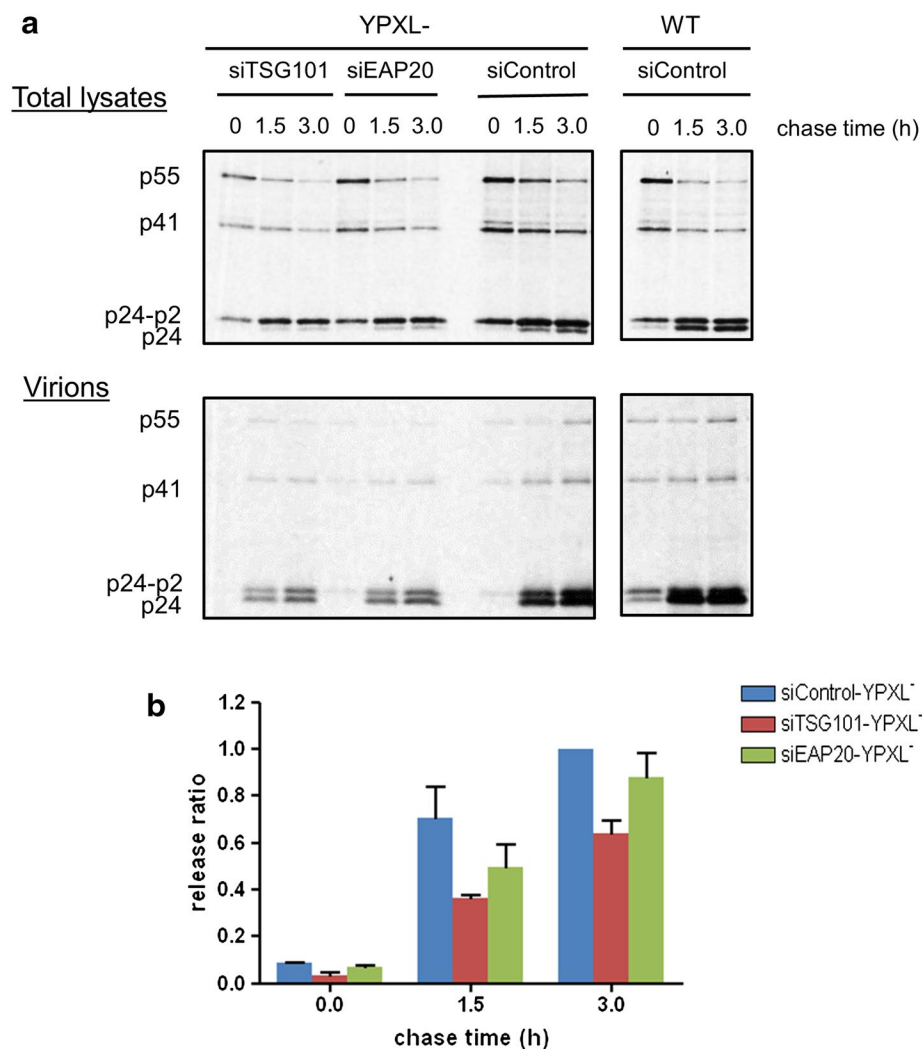 a
YPXL- WT
siTSG101 siEAP20 siControl siControl
Total lysates
0 1.5 3.0 0 1.5 3.0 0 1.5 3.0 0 1.5 3.0 chase time (h)
p55
p41
p24-p2
p24
Virions
p55
p41
p24-p2
p24
b
1.2
1.0
0.8
0.6
0.4
0.2
0.0
release ratio
0.0 1.5 3.0
chase time (h)
siControl-YPXL⁻
siTSG101-YPXL⁻
siEAP20-YPXL⁻